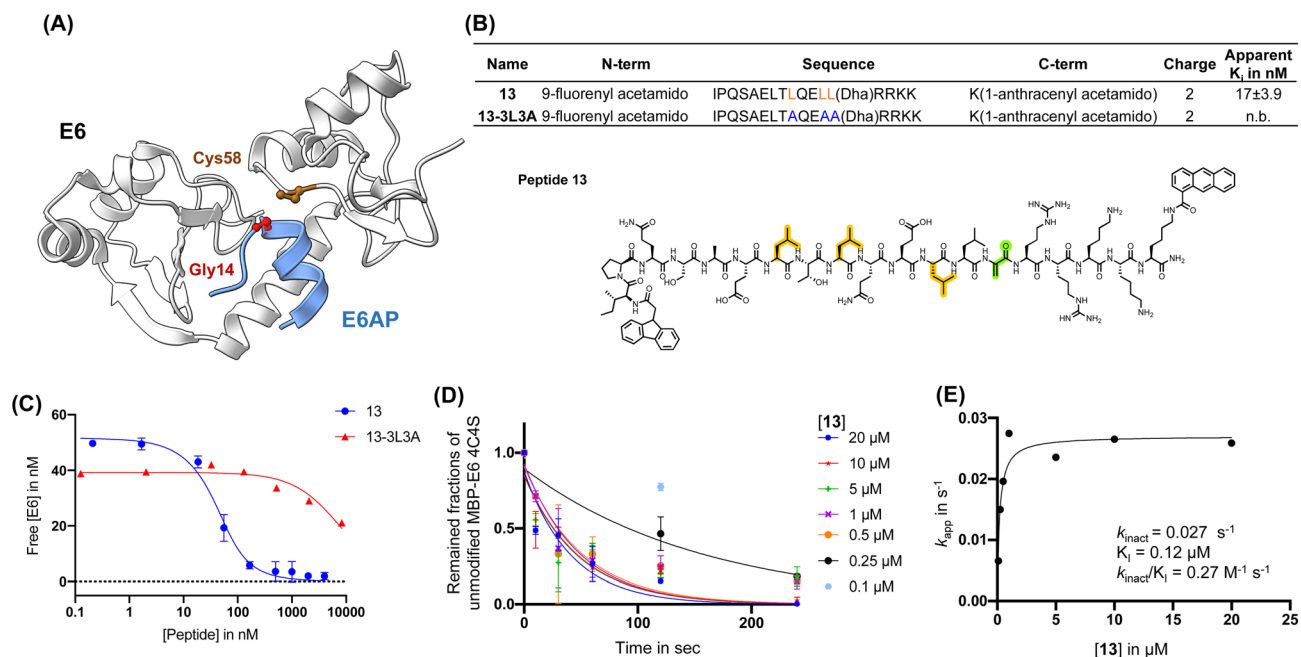 (A)
E6
Cys58
Gly14
E6AP
(B)
Name N-term Sequence C-term Charge Apparent Kᵢ in nM
13 9-fluorenyl acetamido IPQSAELTLQELL(Dha)RRKK K(1-anthracenyl acetamido) 2 17±3.9
13-3L3A 9-fluorenyl acetamido IPQSAELTAQEAA(Dha)RRKK K(1-anthracenyl acetamido) 2 n.b.
Peptide 13
(C)
Free [E6] in nM
60
40
20
0
0.1 1 10 100 1000 10000
[Peptide] in nM
13
13-3L3A
(D)
Remained fractions of
unmodified MBP-E6 4C4S
1.0
0.5
0.0
0 100 200
Time in sec
[13]
20 µM
10 µM
5 µM
1 µM
0.5 µM
0.25 µM
0.1 µM
(E)
kapp in s⁻¹
0.03
0.02
0.01
0.00
0 5 10 15 20 25
[13] in µM
kinact = 0.027 s⁻¹
KI = 0.12 µM
kinact/KI = 0.27 M⁻¹ s⁻¹